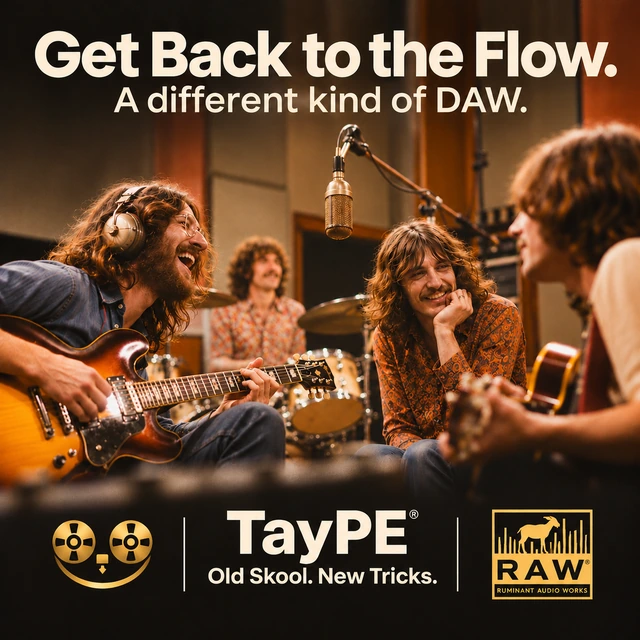 Get Back to the Flow.
A different kind of DAW.
TayPE®
Old Skool. New Tricks.
RAW®
RUMINANT AUDIO WORKS